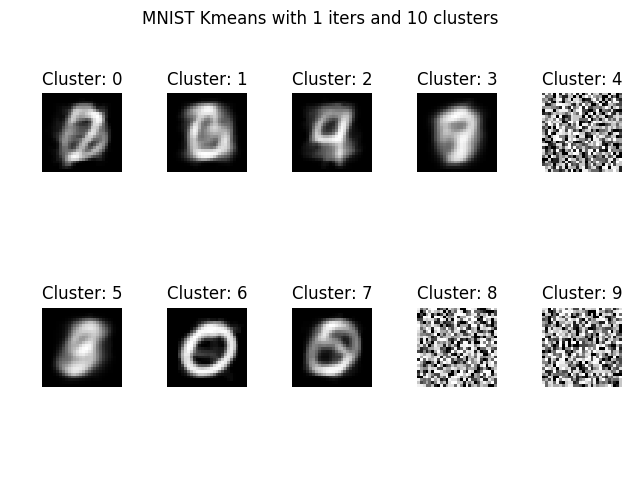 MNIST Kmeans with 1 iters and 10 clusters
Cluster: 0 Cluster: 1 Cluster: 2 Cluster: 3 Cluster: 4
Cluster: 5 Cluster: 6 Cluster: 7 Cluster: 8 Cluster: 9